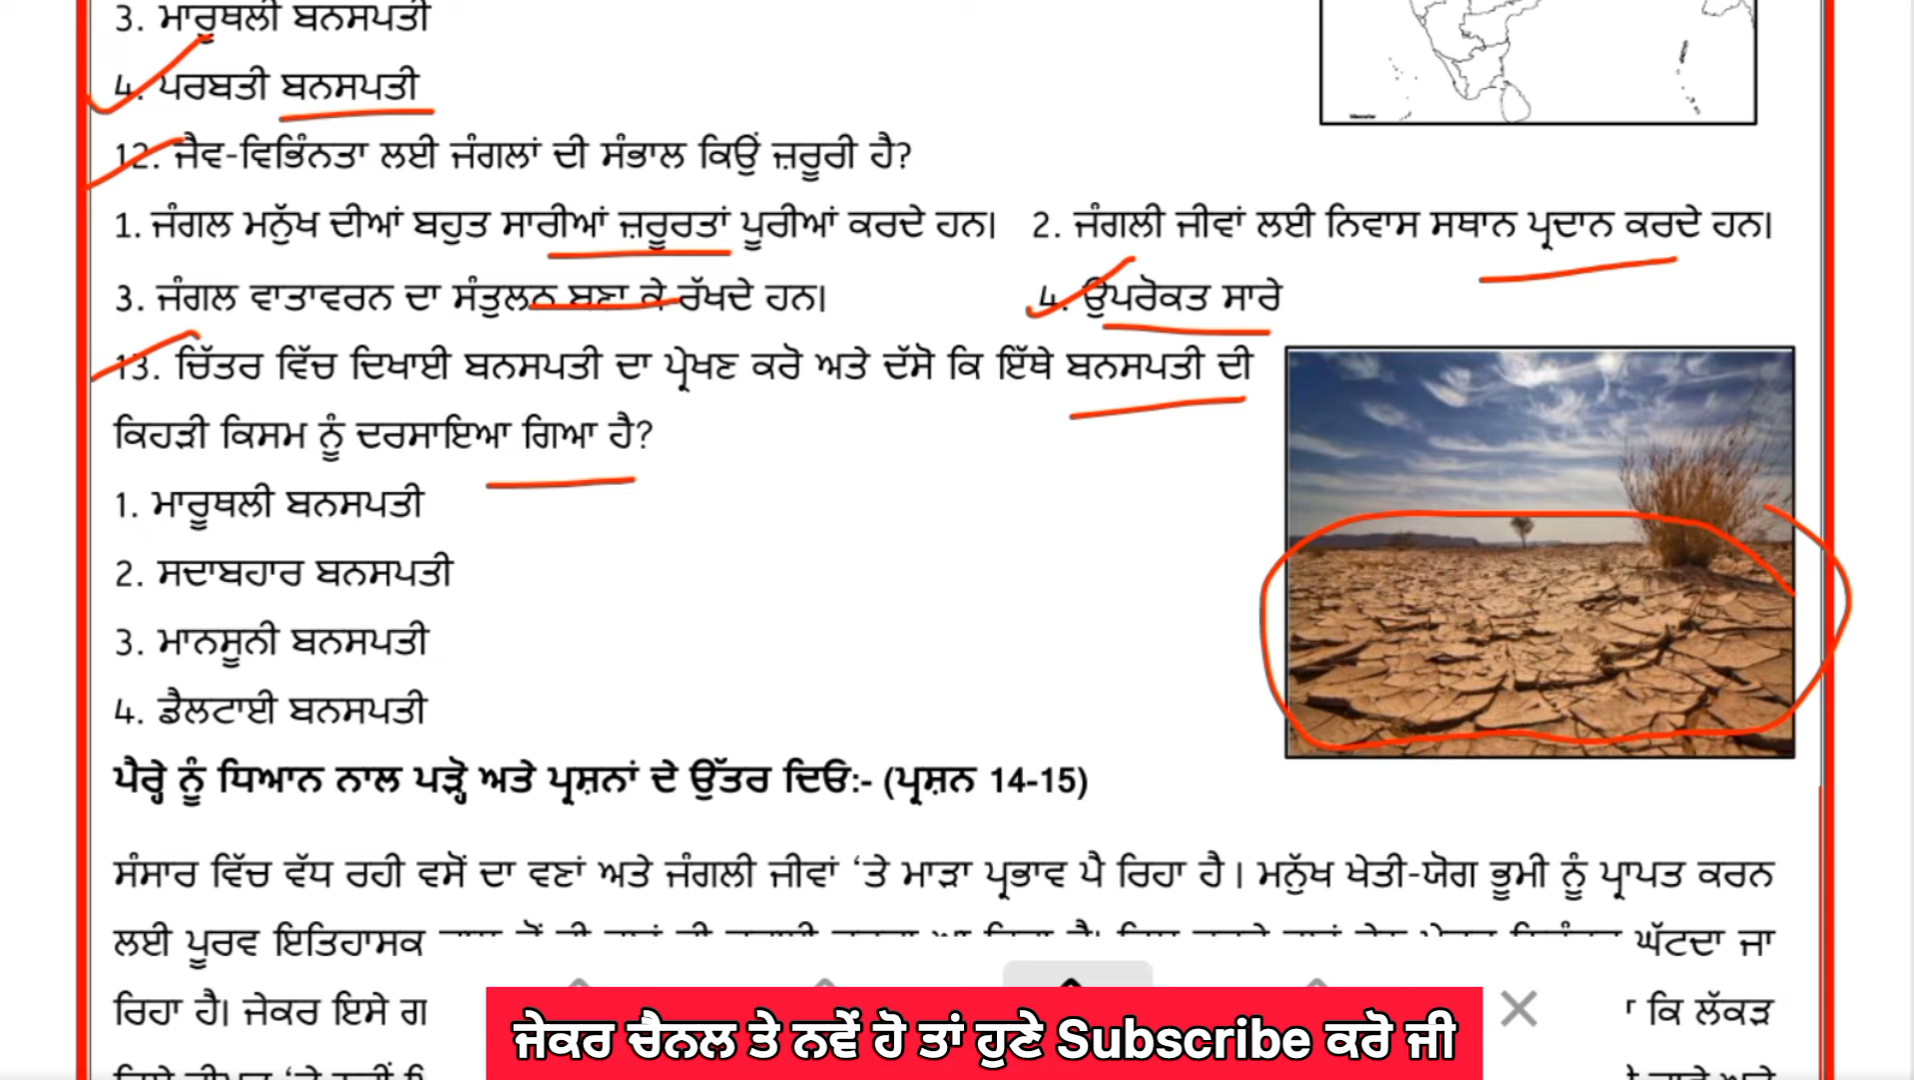 3. ਮਾਰੂਥਲੀ ਬਨਸਪਤੀ
4. ਪਰਬਤੀ ਬਨਸਪਤੀ
12. ਜੈਵ-ਵਿਭਿੰਨਤਾ ਲਈ ਜੰਗਲਾਂ ਦੀ ਸੰਭਾਲ ਕਿਉਂ ਜ਼ਰੂਰੀ ਹੈ?
1. ਜੰਗਲ ਮਨੁੱਖ ਦੀਆਂ ਬਹੁਤ ਸਾਰੀਆਂ ਜ਼ਰੂਰਤਾਂ ਪੂਰੀਆਂ ਕਰਦੇ ਹਨ। 2. ਜੰਗਲੀ ਜੀਵਾਂ ਲਈ ਨਿਵਾਸ ਸਥਾਨ ਪ੍ਰਦਾਨ ਕਰਦੇ ਹਨ।
3. ਜੰਗਲ ਵਾਤਾਵਰਨ ਦਾ ਸੰਤੁਲਨ ਬਣਾ ਕੇ ਰੱਖਦੇ ਹਨ। 4. ਉਪਰੋਕਤ ਸਾਰੇ
13. ਚਿੱਤਰ ਵਿੱਚ ਦਿਖਾਈ ਬਨਸਪਤੀ ਦਾ ਪ੍ਰੇਖਣ ਕਰੋ ਅਤੇ ਦੱਸੋ ਕਿ ਇੱਥੇ ਬਨਸਪਤੀ ਦੀ
ਕਿਹੜੀ ਕਿਸਮ ਨੂੰ ਦਰਸਾਇਆ ਗਿਆ ਹੈ?
1. ਮਾਰੂਥਲੀ ਬਨਸਪਤੀ
2. ਸਦਾਬਹਾਰ ਬਨਸਪਤੀ
3. ਮਾਨਸੂਨੀ ਬਨਸਪਤੀ
4. ਡੈਲਟਾਈ ਬਨਸਪਤੀ
ਪੈਰ੍ਹੇ ਨੂੰ ਧਿਆਨ ਨਾਲ ਪੜ੍ਹੋ ਅਤੇ ਪ੍ਰਸ਼ਨਾਂ ਦੇ ਉੱਤਰ ਦਿਓ:- (ਪ੍ਰਸ਼ਨ 14-15)
ਸੰਸਾਰ ਵਿੱਚ ਵੱਧ ਰਹੀ ਵਸੋਂ ਦਾ ਵਣਾਂ ਅਤੇ ਜੰਗਲੀ ਜੀਵਾਂ ‘ਤੇ ਮਾੜਾ ਪ੍ਰਭਾਵ ਪੈ ਰਿਹਾ ਹੈ। ਮਨੁੱਖ ਖੇਤੀ-ਯੋਗ ਭੂਮੀ ਨੂੰ ਪ੍ਰਾਪਤ ਕਰਨ
ਲਈ ਪੂਰਵ ਇਤਿਹਾਸਕ ਘੱਟਦਾ ਜਾ
ਰਿਹਾ ਹੈ। ਜੇਕਰ ਇਸੇ ਕਿ ਲੱਕੜ
ਜੇਕਰ ਚੈਨਲ ਤੇ ਨਵੇਂ ਹੋ ਤਾਂ ਹੁਣੇ Subscribe ਕਰੋ ਜੀ